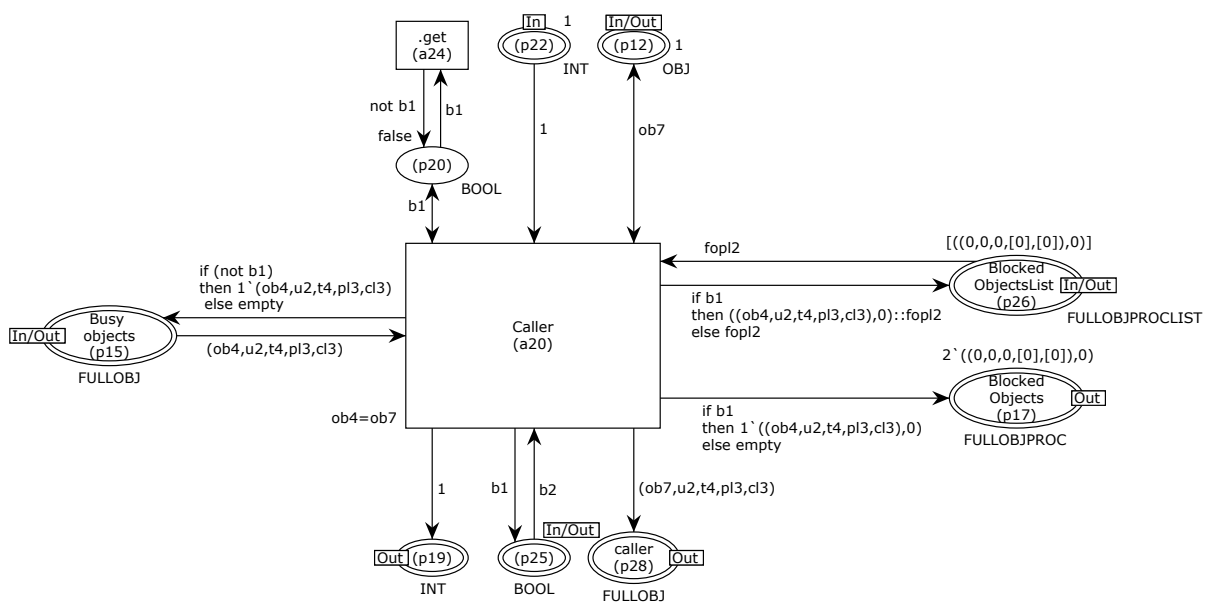 .get
(a24)
In
1
(p22)
INT
In/Out
(p12)
1
OBJ
not b1
b1
false
(p20)
BOOL
b1
1
ob7
[((0,0,0,[0],[0]),0)]
fopl2
Blocked
ObjectsList
(p26)
In/Out
FULLOBJPROCLIST
if b1
then ((ob4,u2,t4,pl3,cl3),0)::fopl2
else fopl2
if (not b1)
then 1`(ob4,u2,t4,pl3,cl3)
else empty
Busy
objects
(p15)
In/Out
FULLOBJ
(ob4,u2,t4,pl3,cl3)
Caller
(a20)
2`((0,0,0,[0],[0]),0)
Blocked
Objects
(p17)
Out
FULLOBJPROC
if b1
then 1`((ob4,u2,t4,pl3,cl3),0)
else empty
ob4=ob7
1
b1
b2
(ob7,u2,t4,pl3,cl3)
In/Out
Out
(p19)
INT
(p25)
BOOL
caller
(p28)
Out
FULLOBJ